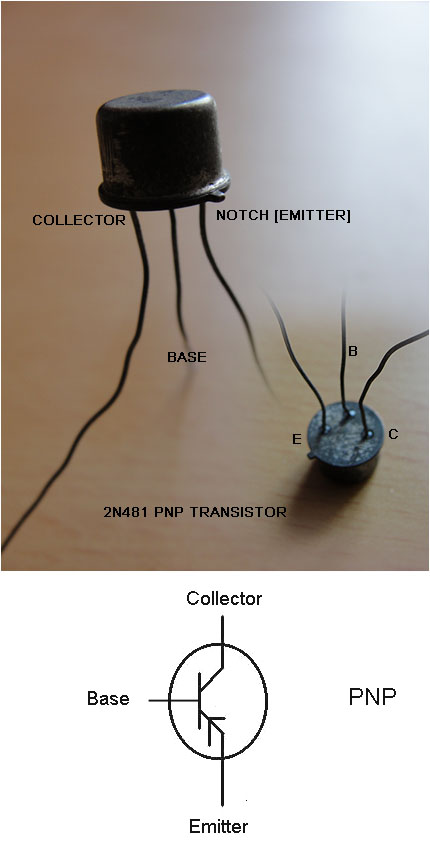 COLLECTOR
NOTCH [EMITTER]
BASE
B
E
C
2N481 PNP TRANSISTOR
Collector
Base
PNP
Emitter